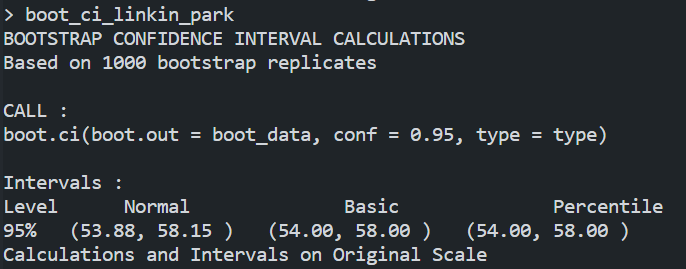 > boot_ci_linkin_park
BOOTSTRAP CONFIDENCE INTERVAL CALCULATIONS
Based on 1000 bootstrap replicates

CALL :
boot.ci(boot.out = boot_data, conf = 0.95, type = type)

Intervals :
Level      Normal              Basic              Percentile
95%   (53.88, 58.15 )   (54.00, 58.00 )   (54.00, 58.00 )
Calculations and Intervals on Original Scale